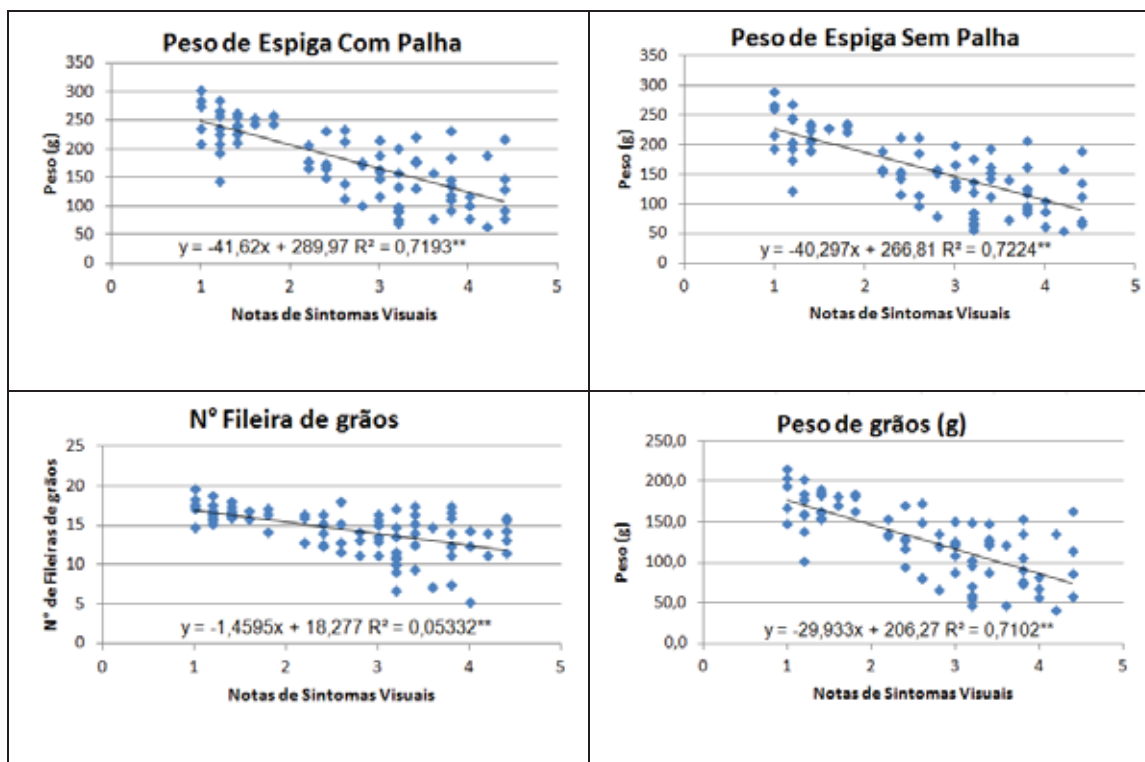 Peso de Espiga Com Palha
Peso (g)
350
300
250
200
150
100
50
0
y = -41,62x + 289,97 R² = 0,7193**
0 1 2 3 4 5
Notas de Sintomas Visuais
Peso de Espiga Sem Palha
Peso (g)
350
300
250
200
150
100
50
0
y = -40,297x + 266,81 R² = 0,7224**
0 1 2 3 4 5
Notas de Sintomas Visuais
N° Fileira de grãos
N° de Fileiras de grãos
25
20
15
10
5
0
y = -1,4595x + 18,277 R² = 0,05332**
0 1 2 3 4 5
Notas de Sintomas Visuais
Peso de grãos (g)
Peso (g)
250,0
200,0
150,0
100,0
50,0
0,0
y = -29,933x + 206,27 R² = 0,7102**
0 1 2 3 4 5
Notas de Sintomas Visuais